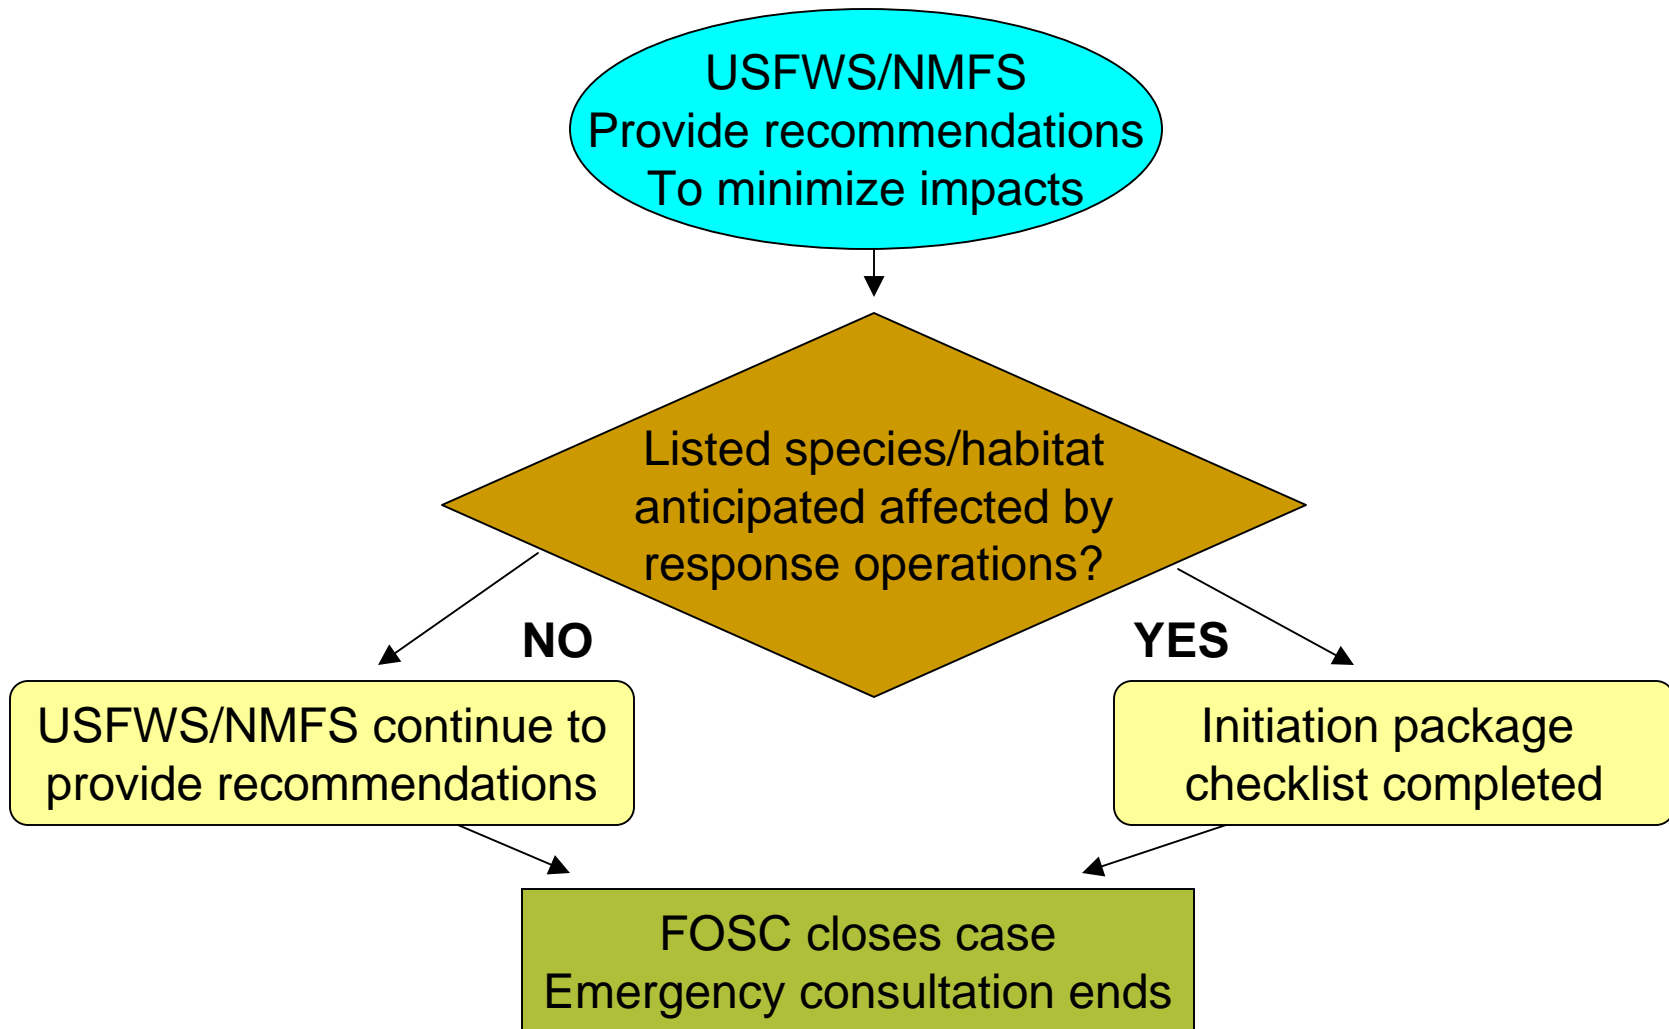 USFWS/NMFS
Provide recommendations
To minimize impacts
Listed species/habitat
anticipated affected by
response operations?
NO
YES
USFWS/NMFS continue to
provide recommendations
Initiation package
checklist completed
FOSC closes case
Emergency consultation ends